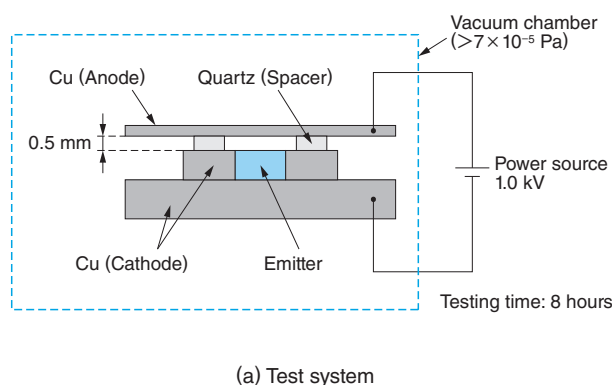 Vacuum chamber
(>7×10⁻⁵ Pa)
Cu (Anode)
Quartz (Spacer)
0.5 mm
Power source
1.0 kV
Cu (Cathode)
Emitter
Testing time: 8 hours
(a) Test system